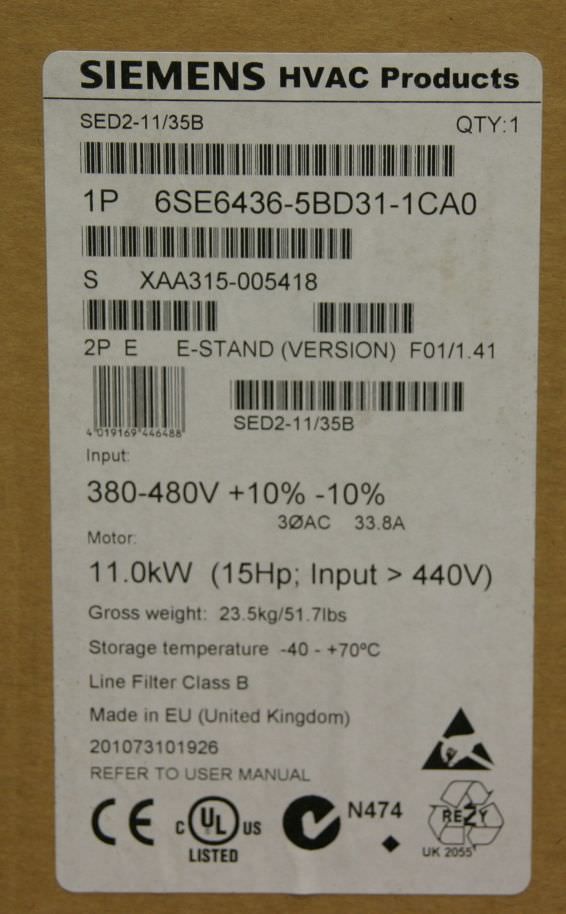 SIEMENS HVAC Products
SED2-11/35B QTY:1
1P 6SE6436-5BD31-1CA0
S XAA315-005418
2P E E-STAND (VERSION) F01/1.41
4 019169 446488
SED2-11/35B
Input:
380-480V +10% -10%
3ØAC 33.8A
Motor:
11.0kW (15Hp; Input > 440V)
Gross weight: 23.5kg/51.7lbs
Storage temperature -40 - +70ºC
Line Filter Class B
Made in EU (United Kingdom)
201073101926
REFER TO USER MANUAL
CE C UL US LISTED N474 REZY
UK 2055